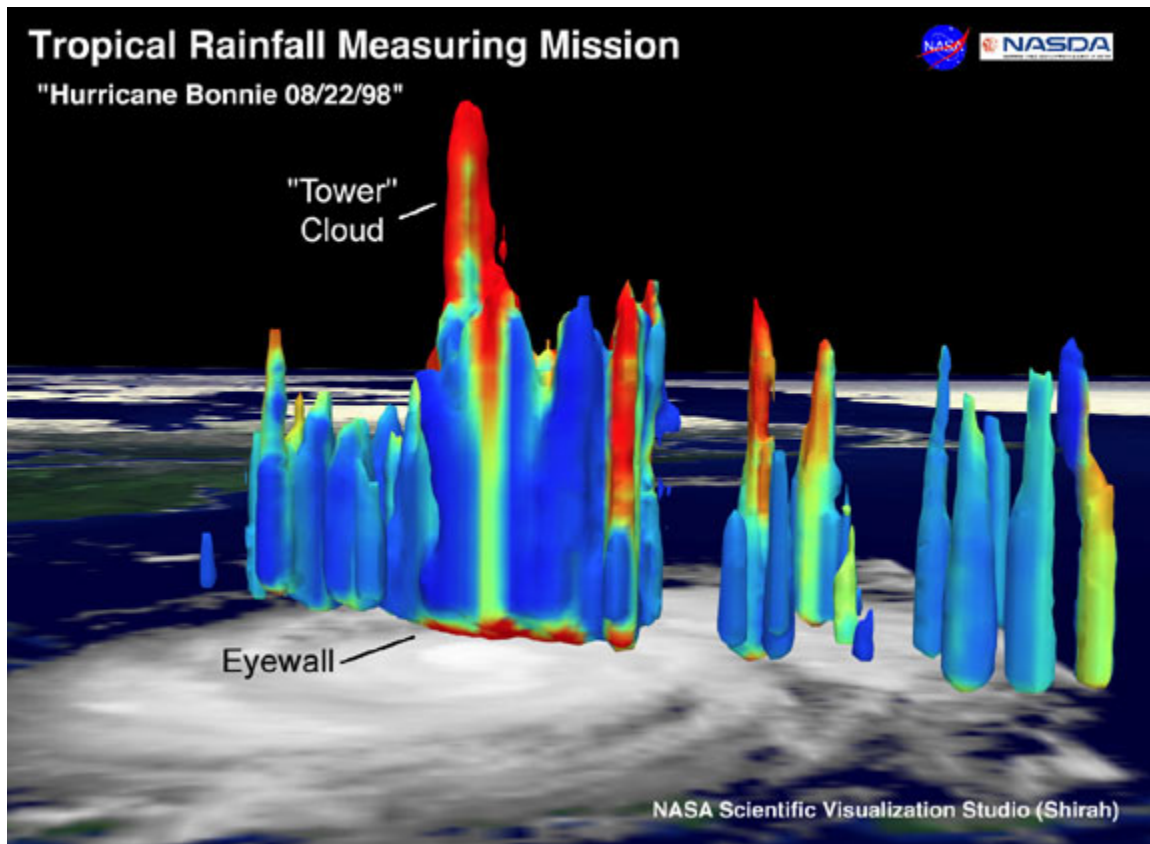 Tropical Rainfall Measuring Mission
"Hurricane Bonnie 08/22/98"
NASA
NASDA
"Tower"
Cloud
Eyewall
NASA Scientific Visualization Studio (Shirah)